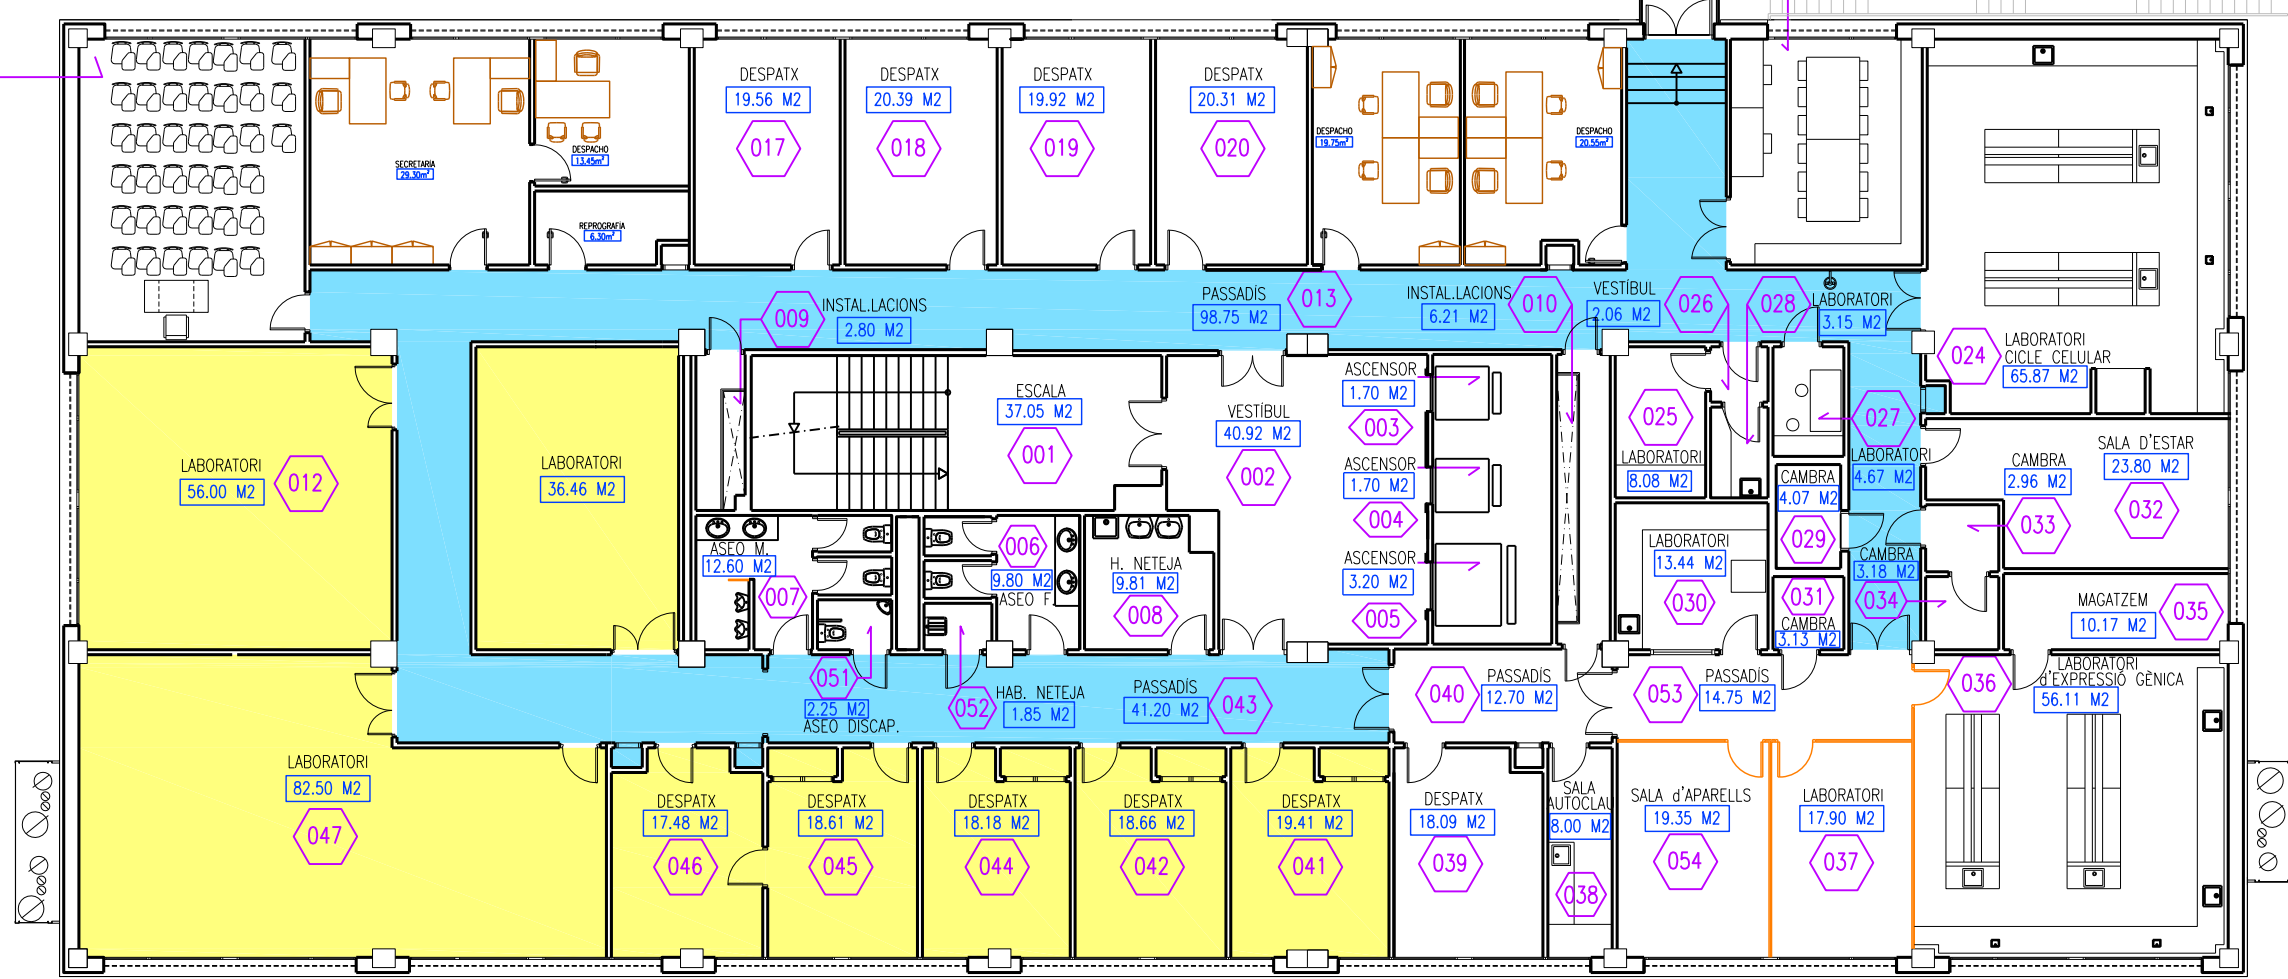 DESPATX
19.56 M2
017
DESPATX
20.39 M2
018
DESPATX
19.92 M2
019
DESPATX
20.31 M2
020
DESPACHO
19.75m²
DESPACHO
20.55m²
SECRETARIA
29.30m²
DESPACHO
13.45m²
REPROGRAFÍA
6.30m²
009
INSTAL.LACIONS
2.80 M2
PASSADÍS
98.75 M2
013
INSTAL.LACIONS
6.21 M2
010
VESTÍBUL
2.06 M2
026
028
LABORATORI
3.15 M2
024
LABORATORI
CICLE CELULAR
65.87 M2
LABORATORI
56.00 M2
012
LABORATORI
36.46 M2
ESCALA
37.05 M2
001
VESTÍBUL
40.92 M2
002
ASCENSOR
1.70 M2
003
ASCENSOR
1.70 M2
004
ASCENSOR
3.20 M2
005
025
LABORATORI
8.08 M2
027
LABORATORI
4.67 M2
CAMBRA
4.07 M2
029
CAMBRA
2.96 M2
033
SALA D'ESTAR
23.80 M2
032
ASEO M.
12.60 M2
007
006
9.80 M2
ASEO F.
H. NETEJA
9.81 M2
008
LABORATORI
13.44 M2
030
031
CAMBRA
3.13 M2
CAMBRA
3.18 M2
034
MAGATZEM
10.17 M2
035
051
2.25 M2
ASEO DISCAP.
052
HAB. NETEJA
1.85 M2
PASSADÍS
41.20 M2
043
040
PASSADÍS
12.70 M2
053
PASSADÍS
14.75 M2
036
LABORATORI
d'EXPRESSIÓ GÈNICA
56.11 M2
LABORATORI
82.50 M2
047
DESPATX
17.48 M2
046
DESPATX
18.61 M2
045
DESPATX
18.18 M2
044
DESPATX
18.66 M2
042
DESPATX
19.41 M2
041
DESPATX
18.09 M2
039
SALA
AUTOCLAU
8.00 M2
038
SALA d'APARELLS
19.35 M2
054
LABORATORI
17.90 M2
037